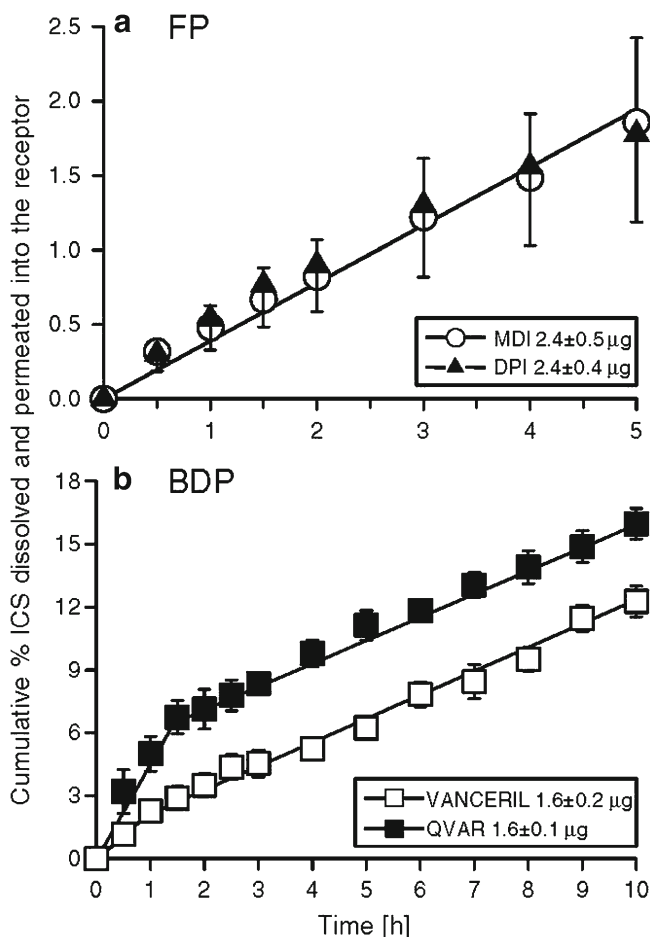 Cumulative % ICS dissolved and permeated into the receptor
a FP
2.5
2.0
1.5
1.0
0.5
0.0
MDI 2.4±0.5 µg
DPI 2.4±0.4 µg
0 1 2 3 4 5
b BDP
18
15
12
9
6
3
0
VANCERIL 1.6±0.2 µg
QVAR 1.6±0.1 µg
0 1 2 3 4 5 6 7 8 9 10
Time [h]